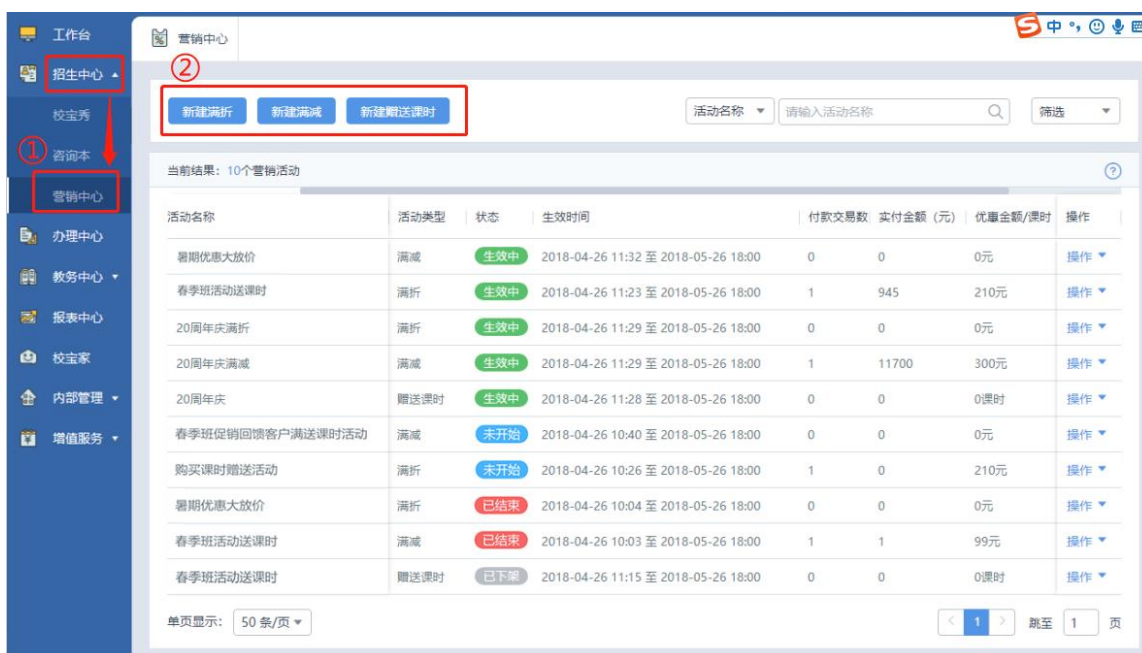 工作台
营销中心
中
招生中心
②
校宝秀
新建满折 新建满减 新建赠送课时 活动名称 请输入活动名称 筛选
①
咨询本
当前结果：10个营销活动
营销中心
活动名称 活动类型 状态 生效时间 付款交易数 实付金额（元） 优惠金额/课时 操作
办理中心
暑期优惠大放价 满减 生效中 2018-04-26 11:32 至 2018-05-26 18:00 0 0 0元 操作
教务中心
春季班活动送课时 满折 生效中 2018-04-26 11:23 至 2018-05-26 18:00 1 945 210元 操作
报表中心
20周年庆满折 满折 生效中 2018-04-26 11:29 至 2018-05-26 18:00 0 0 0元 操作
校宝家
20周年庆满减 满减 生效中 2018-04-26 11:29 至 2018-05-26 18:00 1 11700 300元 操作
内部管理
20周年庆 赠送课时 生效中 2018-04-26 11:28 至 2018-05-26 18:00 0 0 0课时 操作
增值服务
春季班促销回馈客户满送课时活动 满减 未开始 2018-04-26 10:40 至 2018-05-26 18:00 0 0 0元 操作
购买课时赠送活动 满折 未开始 2018-04-26 10:26 至 2018-05-26 18:00 1 0 210元 操作
暑期优惠大放价 满折 已结束 2018-04-26 10:04 至 2018-05-26 18:00 0 0 0元 操作
春季班活动送课时 满减 已结束 2018-04-26 10:03 至 2018-05-26 18:00 1 1 99元 操作
春季班活动送课时 赠送课时 已下架 2018-04-26 11:15 至 2018-05-26 18:00 0 0 0课时 操作
单页显示： 50 条/页 < 1 > 跳至 1 页